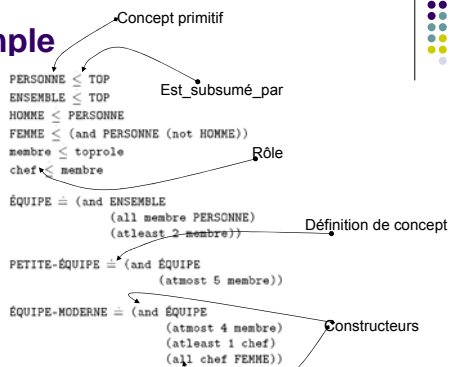 Concept primitif
mple
PERSONNE ≤ TOP
Est_subsumé_par
ENSEMBLE ≤ TOP
HOMME ≤ PERSONNE
FEMME ≤ (and PERSONNE (not HOMME))
membre ≤ toprole
Rôle
chef ≤ membre
ÉQUIPE ≐ (and ENSEMBLE
(all membre PERSONNE)
Définition de concept
(atleast 2 membre))
PETITE-ÉQUIPE ≐ (and ÉQUIPE
(atmost 5 membre))
ÉQUIPE-MODERNE ≐ (and ÉQUIPE
(atmost 4 membre)
Constructeurs
(atleast 1 chef)
(all chef FEMME))